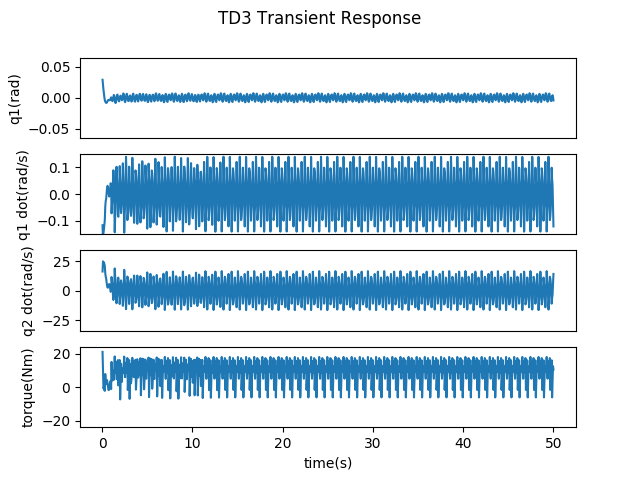 TD3 Transient Response
q1(rad)
0.05
0.00
−0.05
q1 dot(rad/s)
0.1
0.0
−0.1
q2 dot(rad/s)
25
0
−25
torque(Nm)
20
0
−20
0 10 20 30 40 50
time(s)